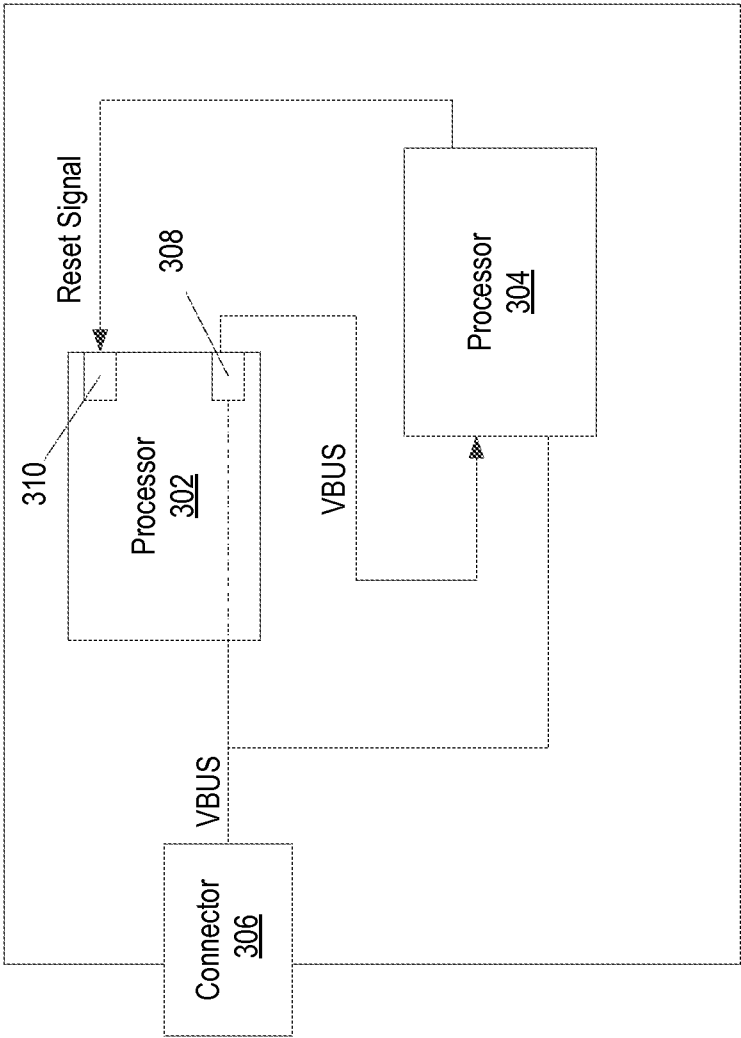 Reset Signal
308
310
Processor
302
Processor
304
VBUS
VBUS
Connector
306